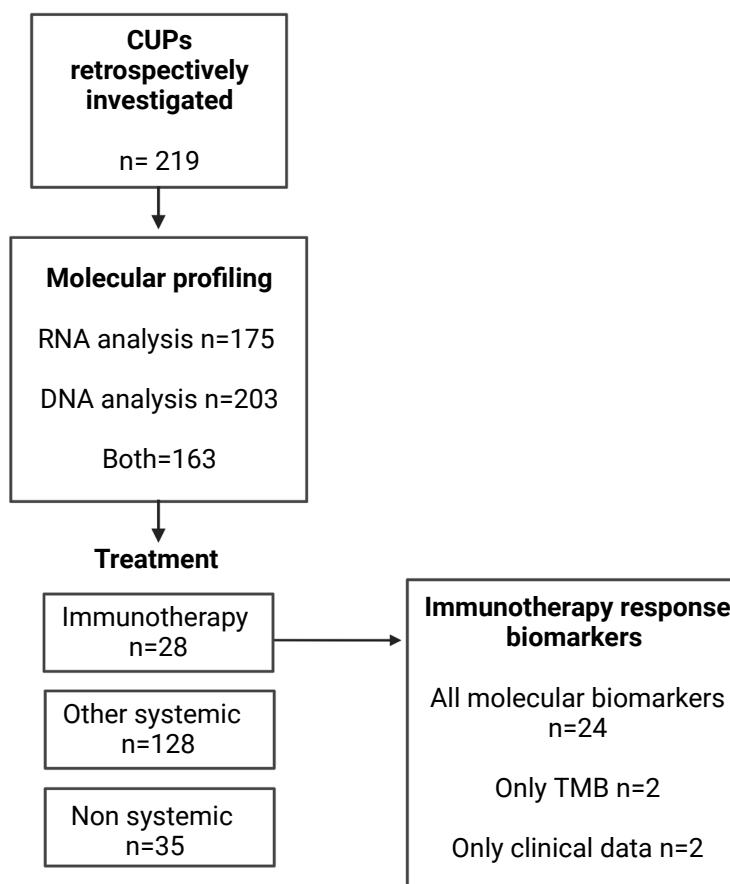 CUPs
retrospectively
investigated
n= 219
Molecular profiling
RNA analysis n=175
DNA analysis n=203
Both=163
Treatment
Immunotherapy
n=28
Other systemic
n=128
Non systemic
n=35
Immunotherapy response
biomarkers
All molecular biomarkers
n=24
Only TMB n=2
Only clinical data n=2